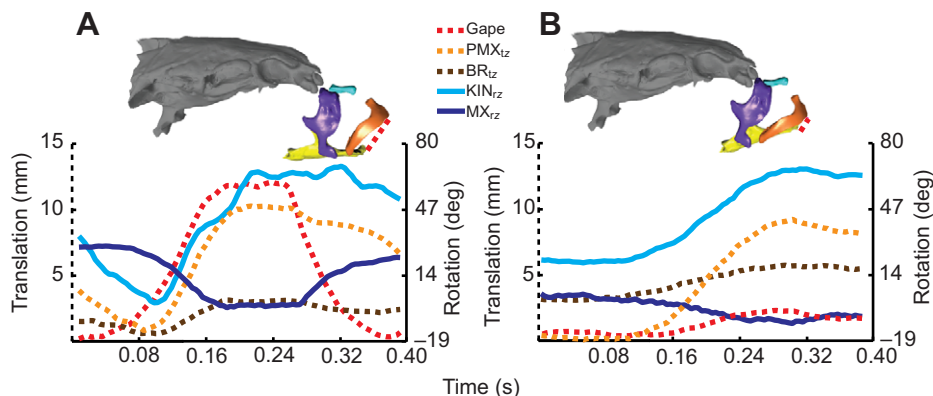 A
B
Gape
PMXtz
BRtz
KINrz
MXrz
Translation (mm)
15
10
5
80
47
14
–19
Rotation (deg)
0.08 0.16 0.24 0.32 0.40
Translation (mm)
15
10
5
80
47
14
–19
Rotation (deg)
0.08 0.16 0.24 0.32 0.40
Time (s)